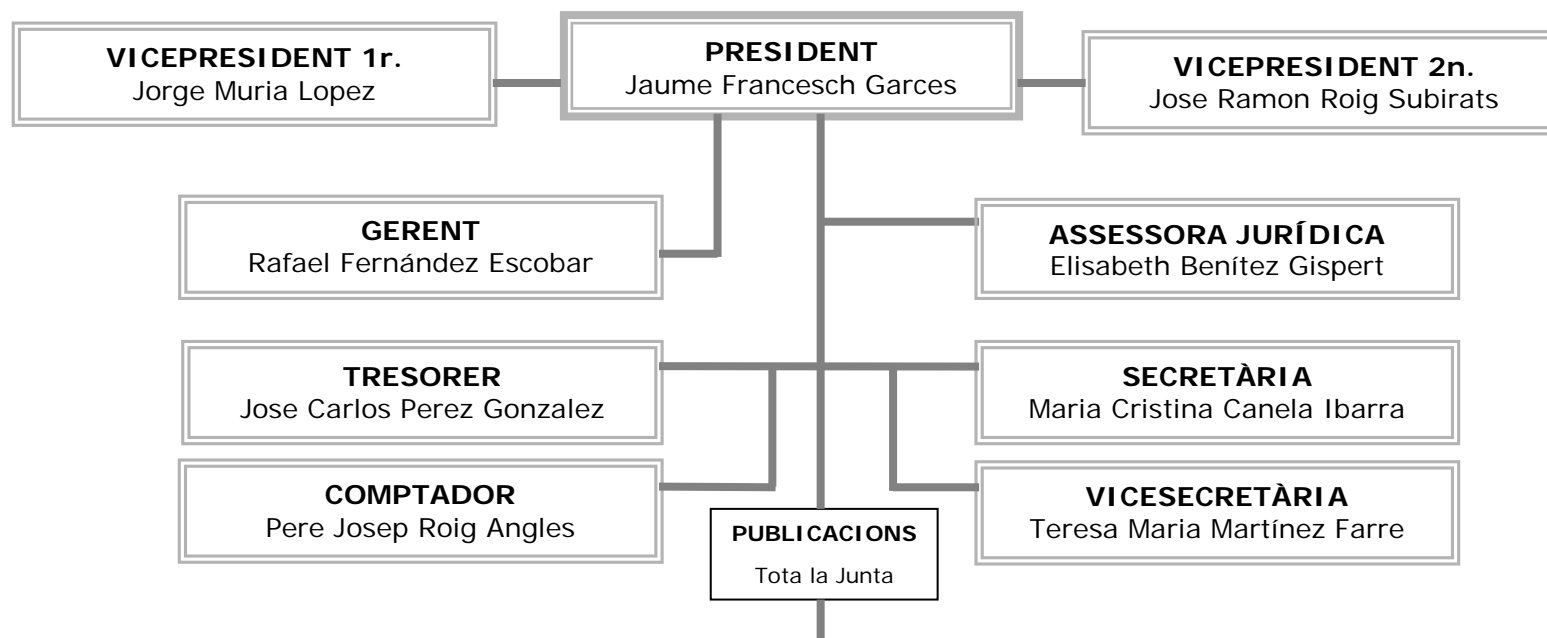 VICEPRESIDENT 1r.
Jorge Muria Lopez
PRESIDENT
Jaume Francesch Garces
VICEPRESIDENT 2n.
Jose Ramon Roig Subirats
GERENT
Rafael Fernández Escobar
ASSESSORA JURÍDICA
Elisabeth Benítez Gispert
TRESORER
Jose Carlos Perez Gonzalez
SECRETÀRIA
Maria Cristina Canela Ibarra
COMPTADOR
Pere Josep Roig Angles
VICESECRETÀRIA
Teresa Maria Martínez Farre
PUBLICACIONS
Tota la Junta